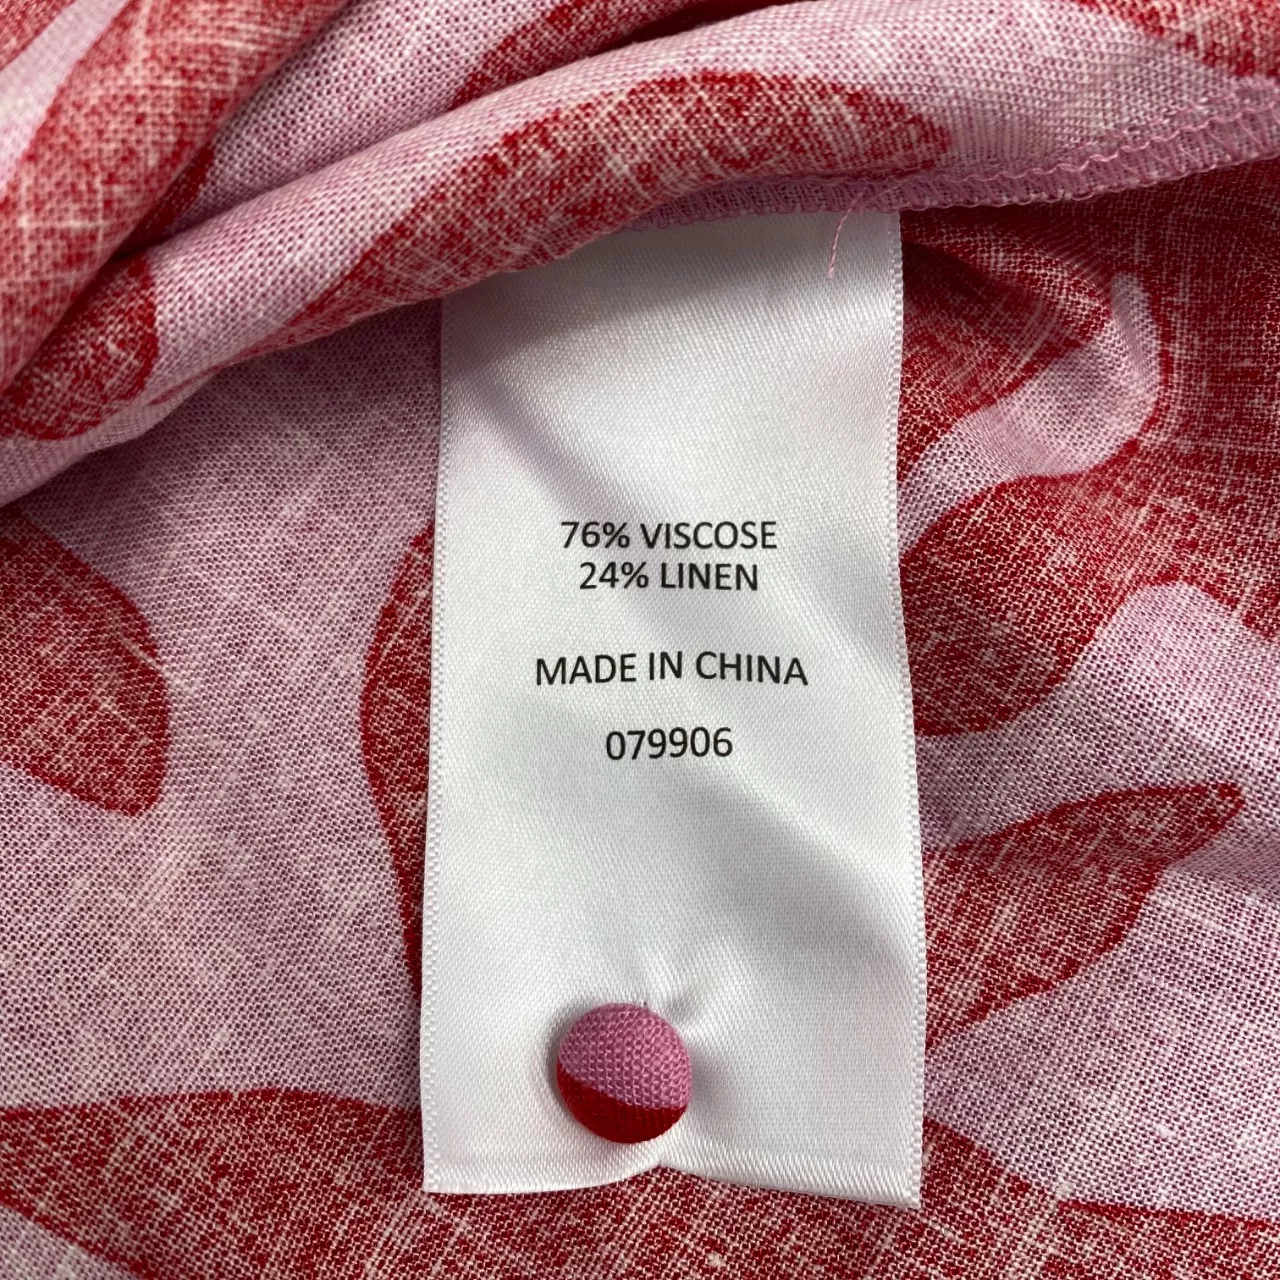 76% VISCOSE
24% LINEN
MADE IN CHINA
079906